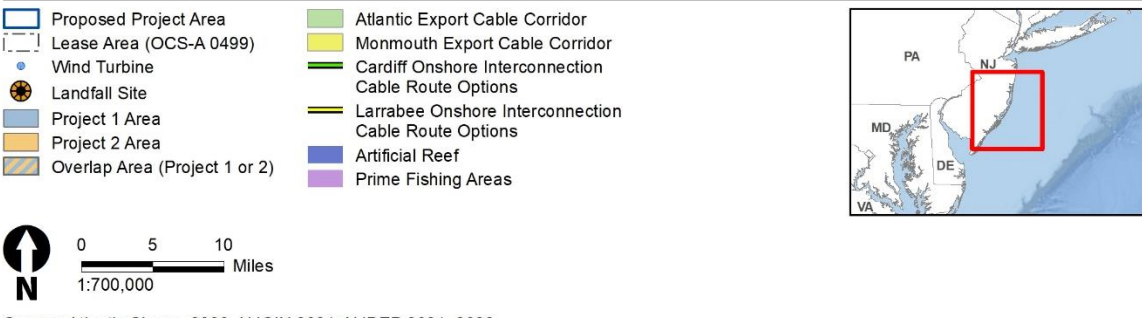 Proposed Project Area
Lease Area (OCS-A 0499)
Wind Turbine
Landfall Site
Project 1 Area
Project 2 Area
Overlap Area (Project 1 or 2)
Atlantic Export Cable Corridor
Monmouth Export Cable Corridor
Cardiff Onshore Interconnection
Cable Route Options
Larrabee Onshore Interconnection
Cable Route Options
Artificial Reef
Prime Fishing Areas
PA
NJ
MD
DE
VA
N
0 5 10
Miles
1:700,000